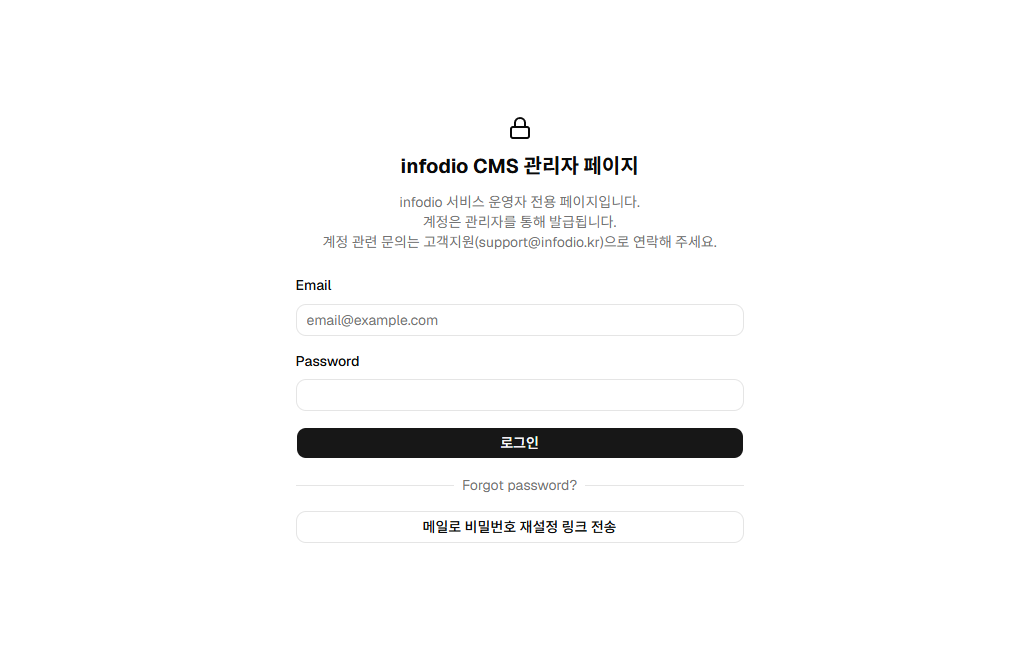 infodio CMS 관리자 페이지
infodio 서비스 운영자 전용 페이지입니다.
계정은 관리자를 통해 발급됩니다.
계정 관련 문의는 고객지원(support@infodio.kr)으로 연락해 주세요.
Email
email@example.com
Password
로그인
Forgot password?
메일로 비밀번호 재설정 링크 전송